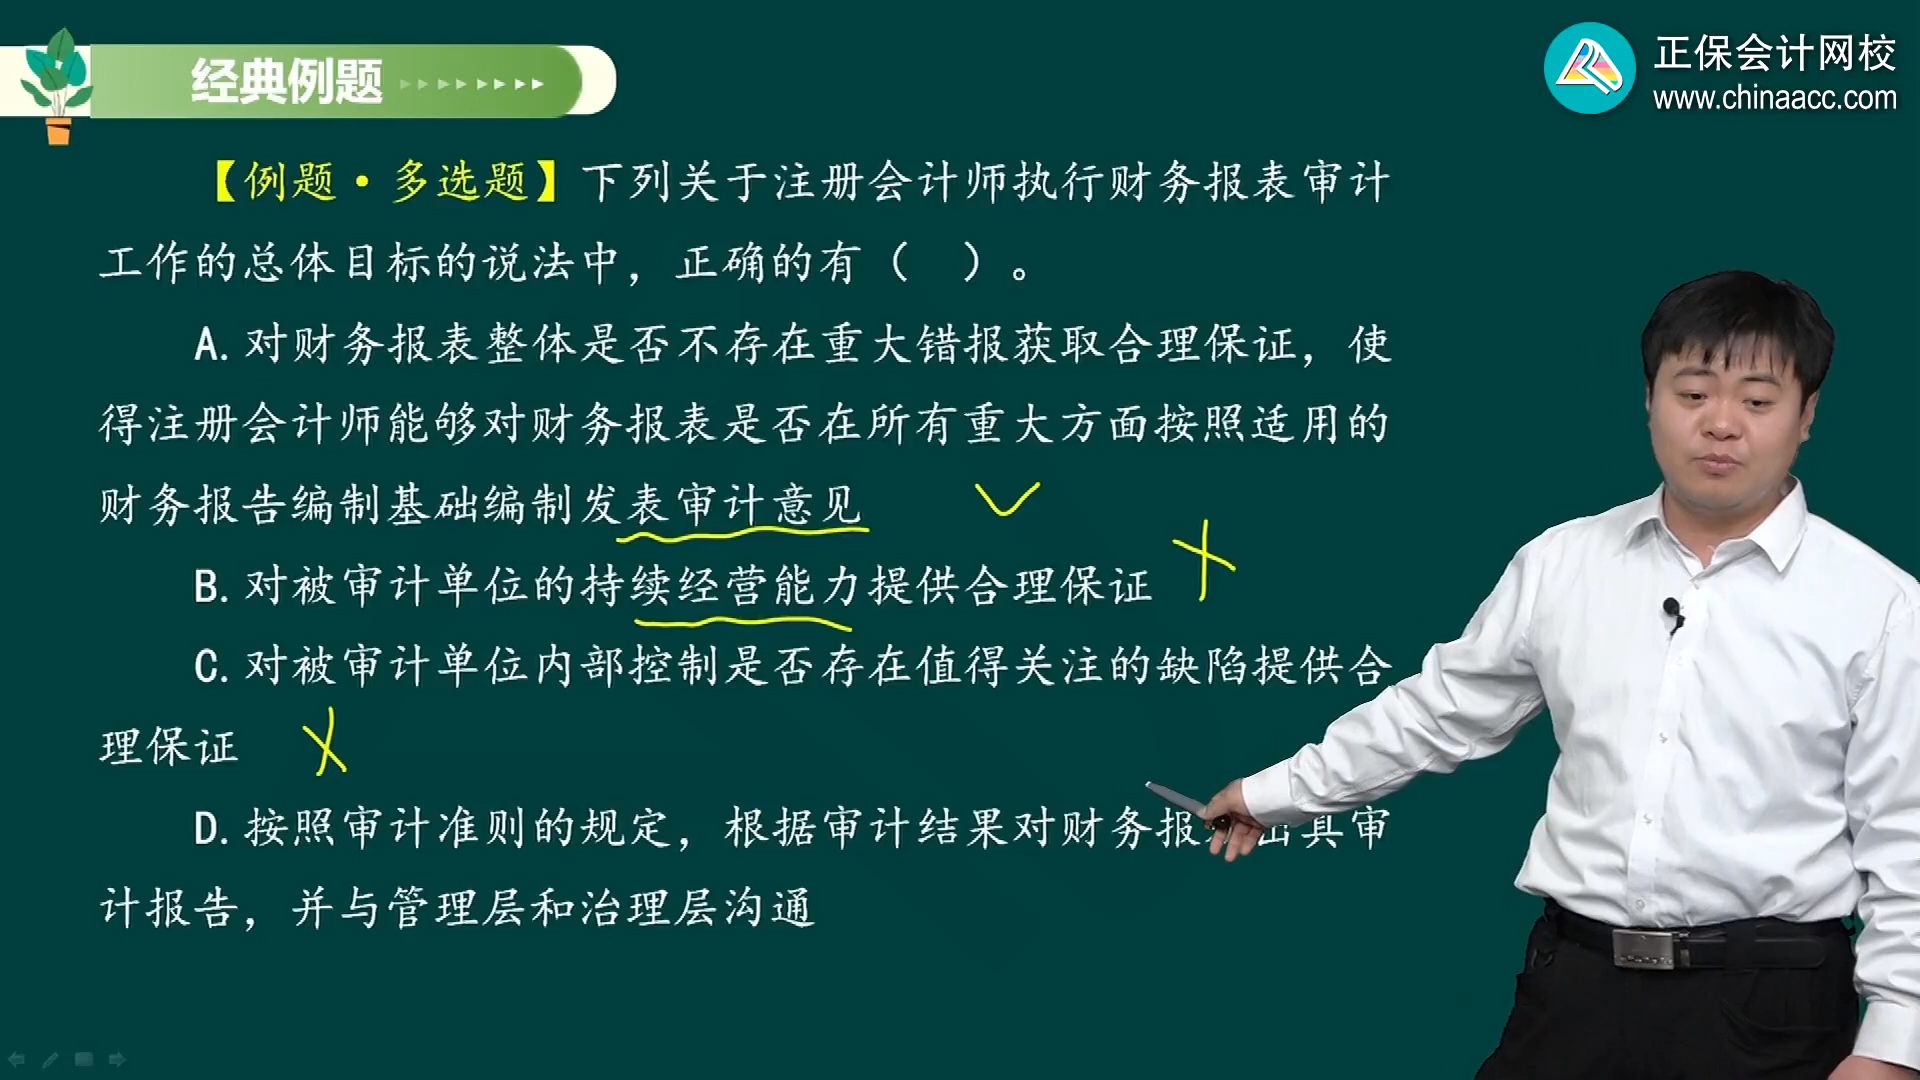 经典例题
正保会计网校
www.chinaacc.com
【例题·多选题】下列关于注册会计师执行财务报表审计
工作的总体目标的说法中，正确的有（ ）。
A.对财务报表整体是否不存在重大错报获取合理保证，使
得注册会计师能够对财务报表是否在所有重大方面按照适用的
财务报告编制基础编制发表审计意见
B.对被审计单位的持续经营能力提供合理保证
C.对被审计单位内部控制是否存在值得关注的缺陷提供合
理保证
D.按照审计准则的规定，根据审计结果对财务报 出具审
计报告，并与管理层和治理层沟通